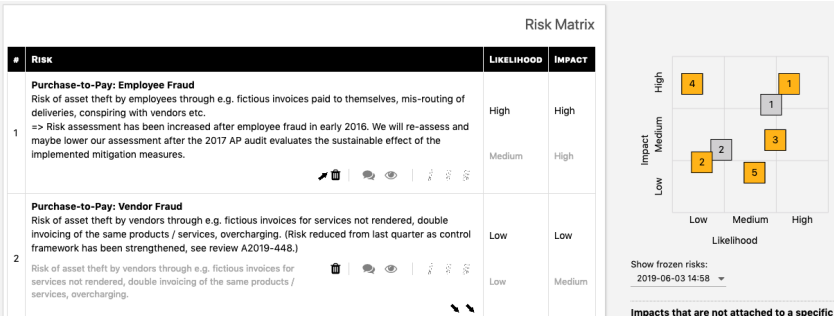 Risk Matrix
# Risk Likelihood Impact
1
Purchase-to-Pay: Employee Fraud
Risk of asset theft by employees through e.g. fictious invoices paid to themselves, mis-routing of
deliveries, conspiring with vendors etc.
=> Risk assessment has been increased after employee fraud in early 2016. We will re-assess and
maybe lower our assessment after the 2017 AP audit evaluates the sustainable effect of the
implemented mitigation measures.
High High
Medium High
2
Purchase-to-Pay: Vendor Fraud
Risk of asset theft by vendors through e.g. fictious invoices for services not rendered, double
invoicing of the same products / services, overcharging. (Risk reduced from last quarter as control
framework has been strengthened, see review A2019-448.)
Low Low
Risk of asset theft by vendors through e.g. fictious invoices for
services not rendered, double invoicing of the same products /
services, overcharging.
Low Medium
Impact
High
Medium
Low
4 1
1
3
2
2
5
Low Medium High
Likelihood
Show frozen risks:
2019-06-03 14:58
Impacts that are not attached to a specific